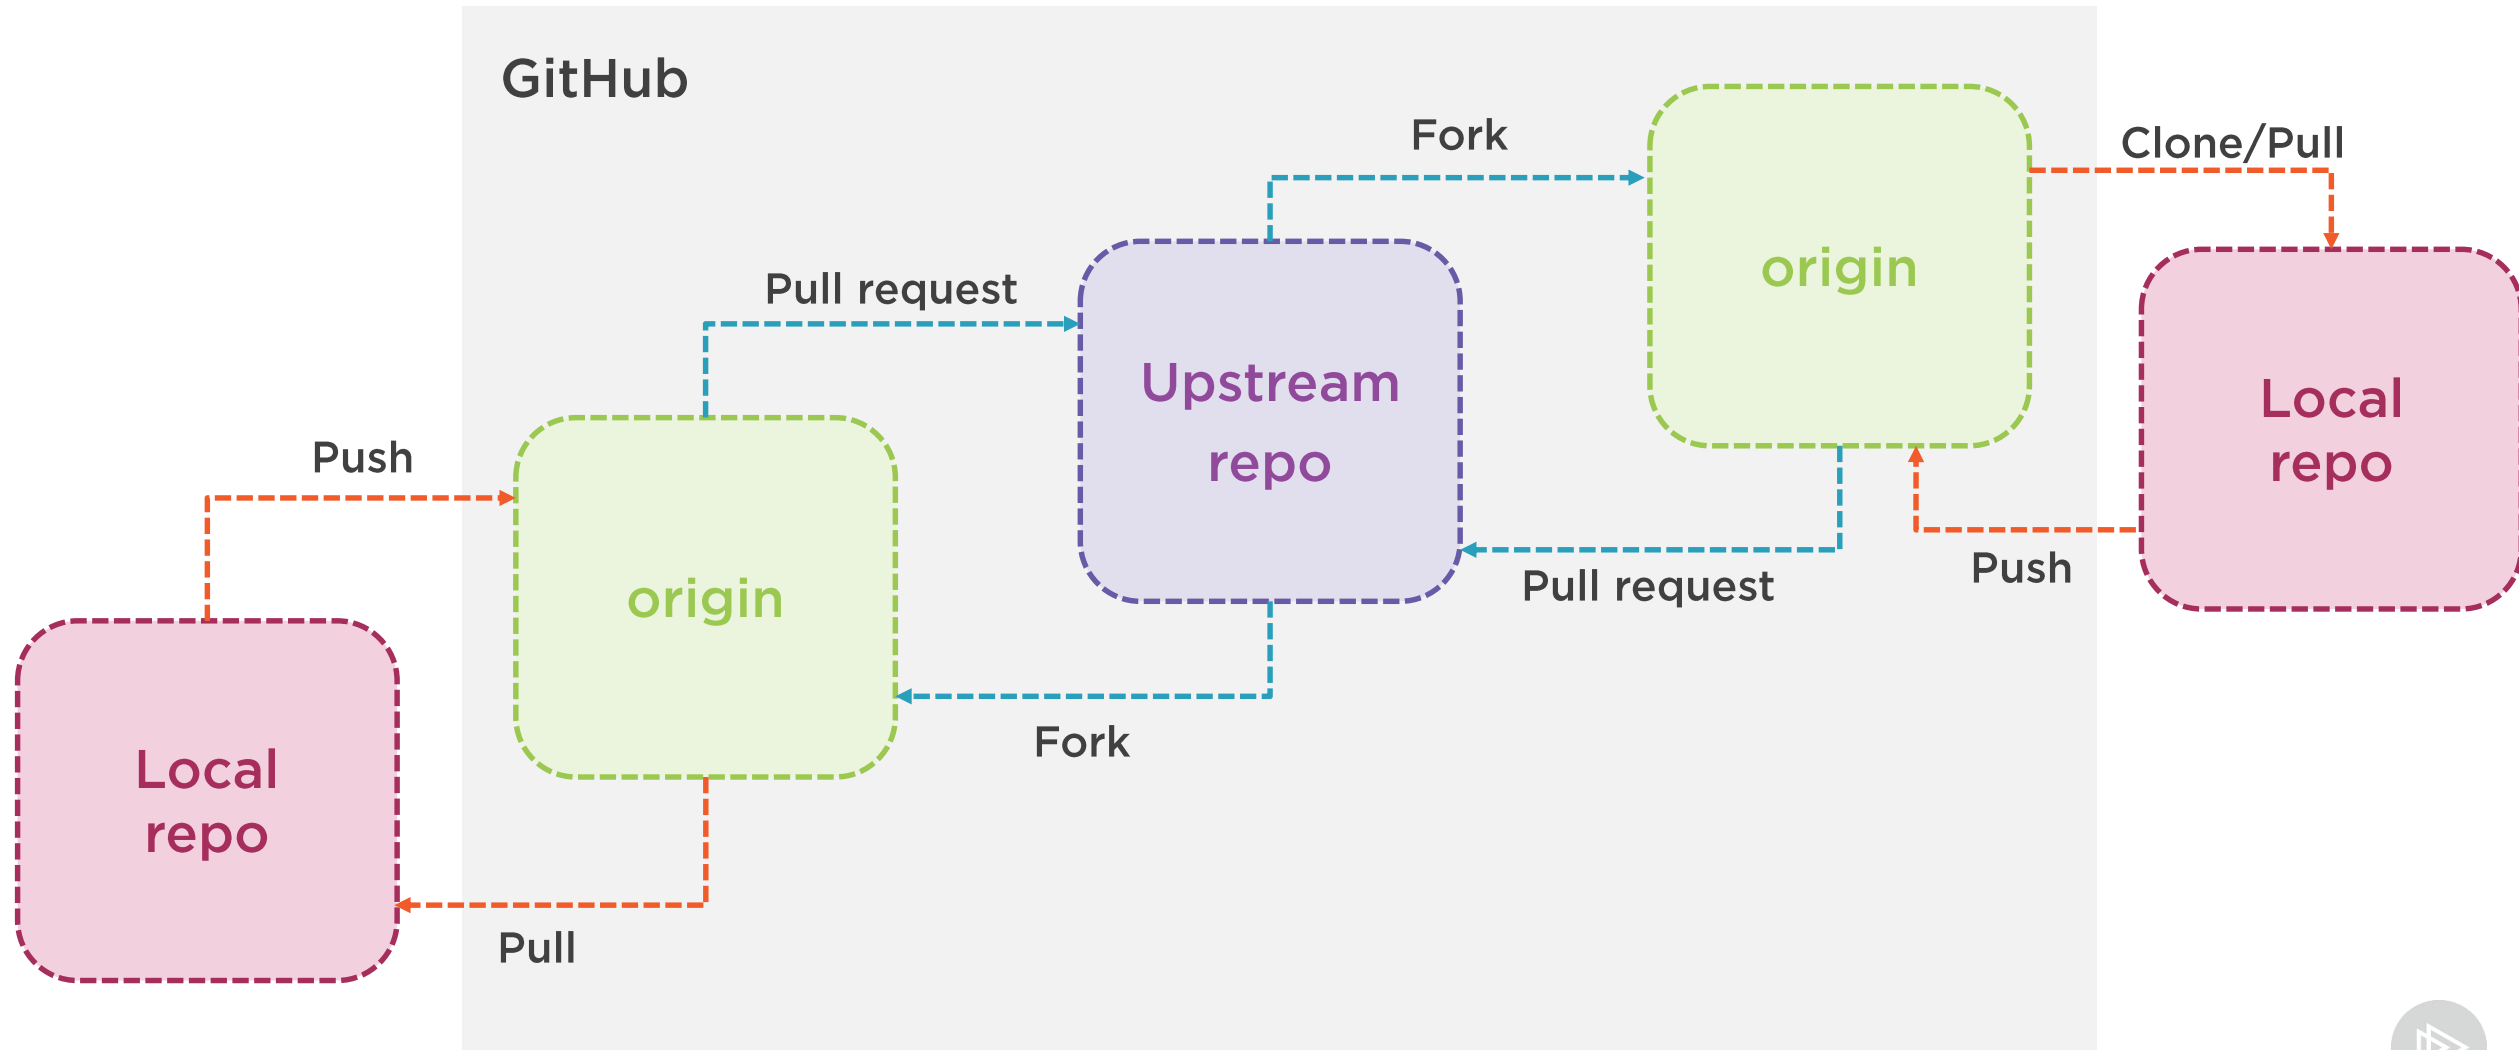 GitHub
Fork
Clone/Pull
origin
Pull request
Upstream
repo
Local
repo
Push
Pull request
Push
origin
Fork
Local
repo
Pull